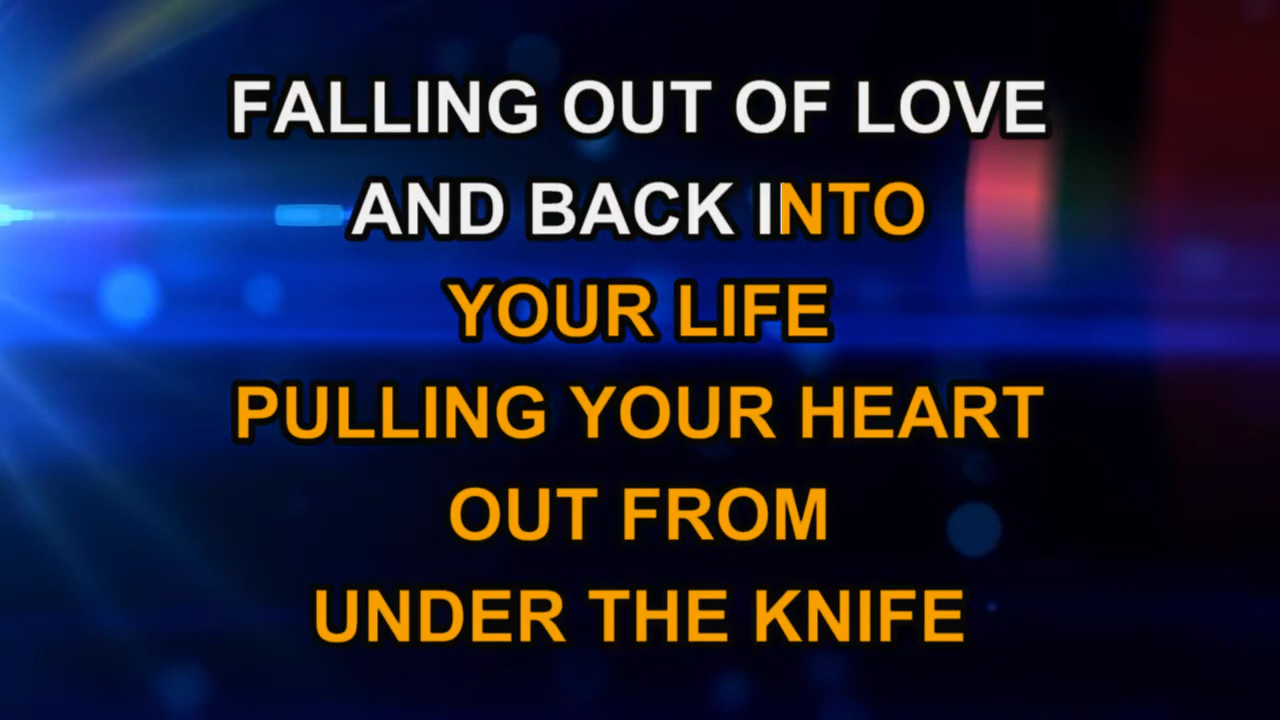 FALLING OUT OF LOVE
AND BACK INTO
YOUR LIFE
PULLING YOUR HEART
OUT FROM
UNDER THE KNIFE